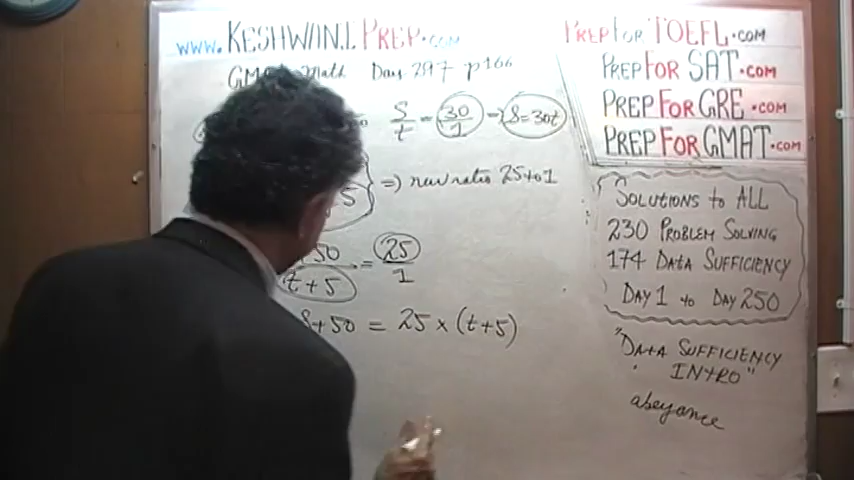 www. KESHWANI PREP.com
Math Day 247 p166
S/t = 30/1 => S=30t
5 => new ratio 25 to 1
50/t+5 = 25/1
S+50 = 25 x (t+5)
PREP FOR TOEFL.com
PREP FOR SAT.com
PREP FOR GRE.com
PREP FOR GMAT.com
SOLUTIONS to ALL
230 PROBLEM SOLVING
174 DATA SUFFICIENCY
DAY 1 to DAY 250
"DATA SUFFICIENCY
INTRO"
abeyance